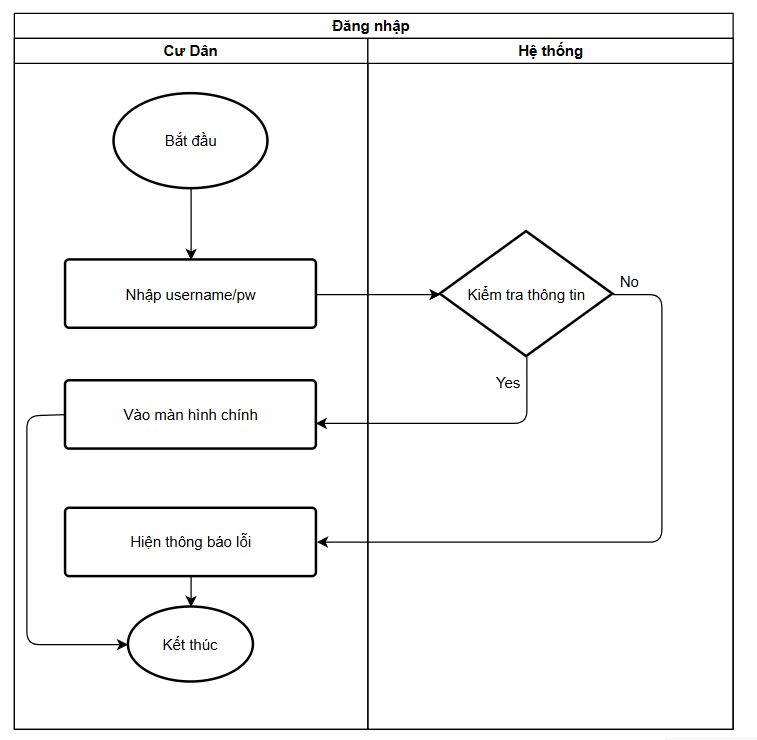 Đăng nhập
Cư Dân
Hệ thống
Bắt đầu
Nhập username/pw
Kiểm tra thông tin
No
Yes
Vào màn hình chính
Hiện thông báo lỗi
Kết thúc